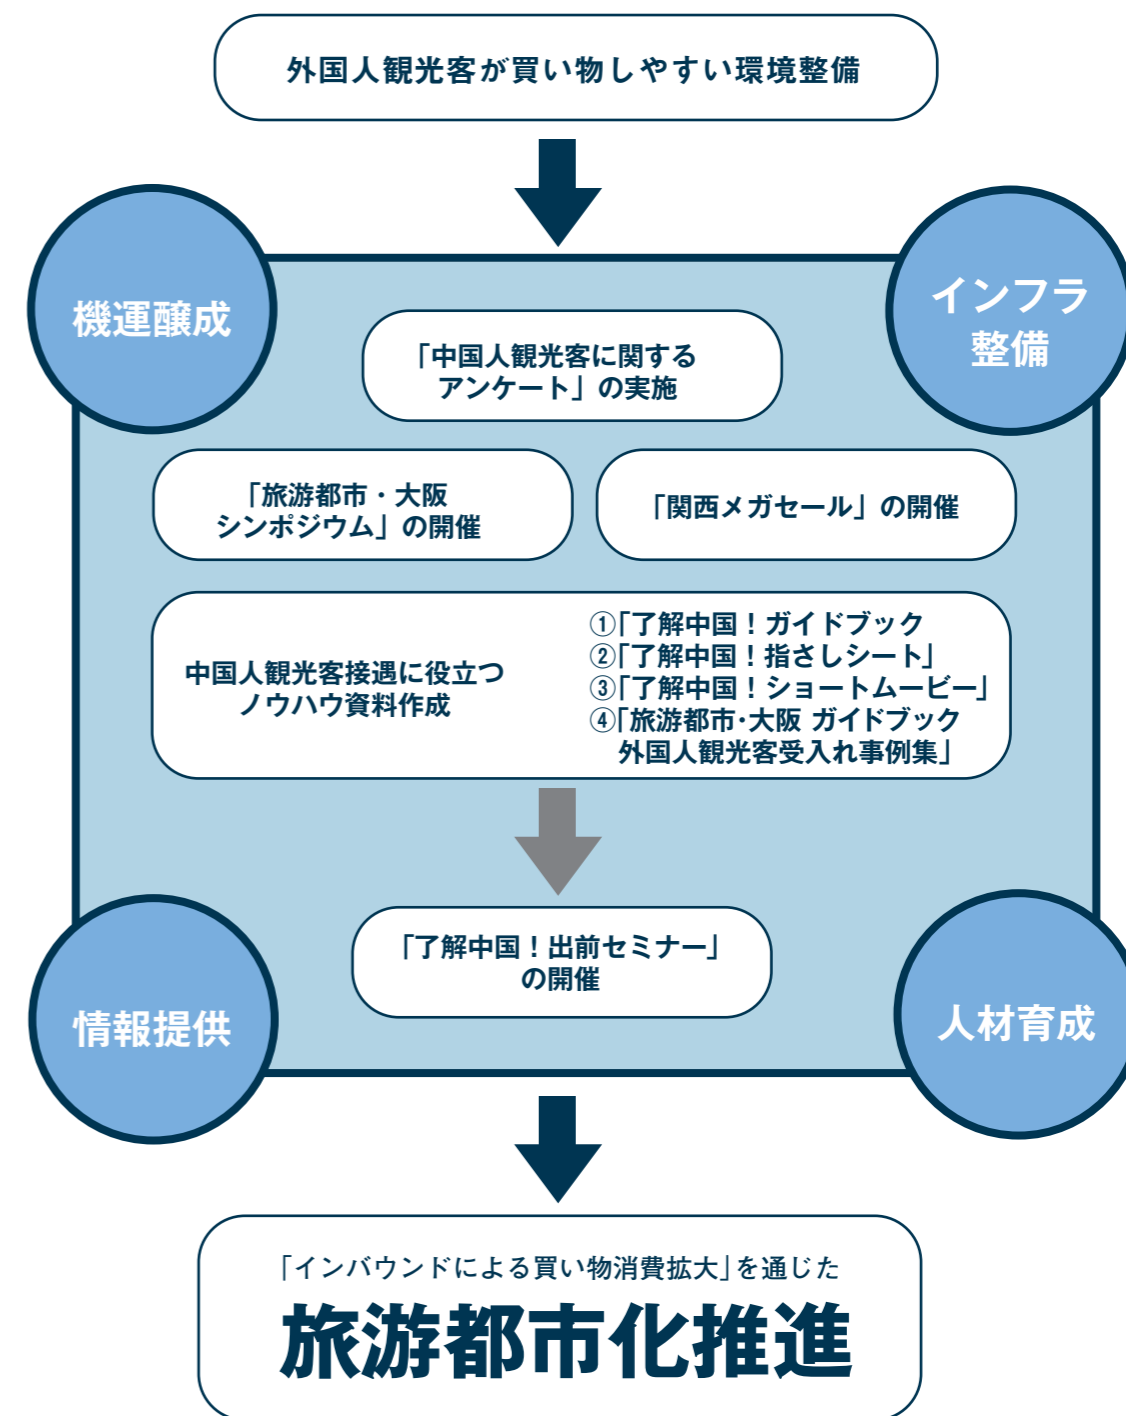 外国人観光客が買い物しやすい環境整備
機運醸成
インフラ
整備
「中国人観光客に関する
アンケート」の実施
「旅游都市・大阪
シンポジウム」の開催
「関西メガセール」の開催
中国人観光客接遇に役立つ
ノウハウ資料作成
①「了解中国！ガイドブック
②「了解中国！指さしシート」
③「了解中国！ショートムービー」
④「旅游都市・大阪 ガイドブック
外国人観光客受入れ事例集」
「了解中国！出前セミナー」
の開催
情報提供
人材育成
「インバウンドによる買い物消費拡大」を通じた
旅游都市化推進